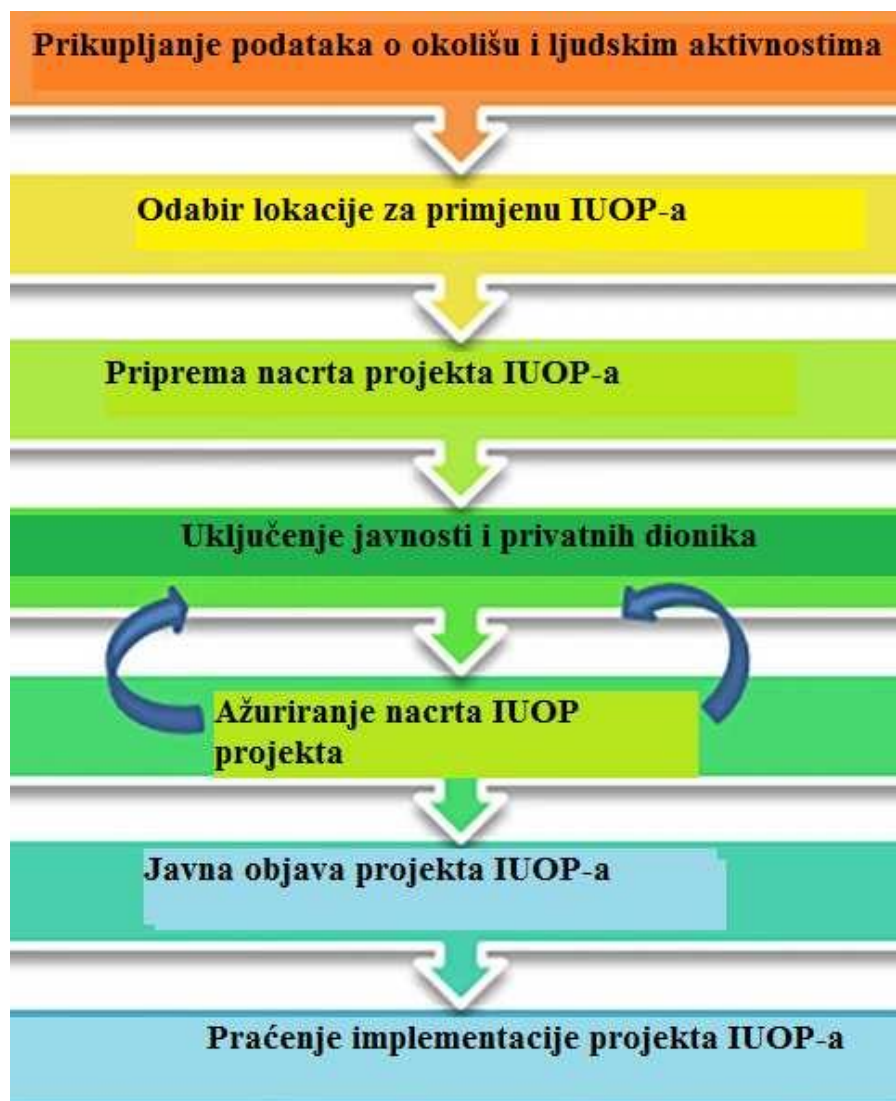 Prikupljanje podataka o okolišu i ljudskim aktivnostima
Odabir lokacije za primjenu IUOP-a
Priprema nacrta projekta IUOP-a
Uključenje javnosti i privatnih dionika
Ažuriranje nacrta IUOP
projekta
Javna objava projekta IUOP-a
Praćenje implementacije projekta IUOP-a